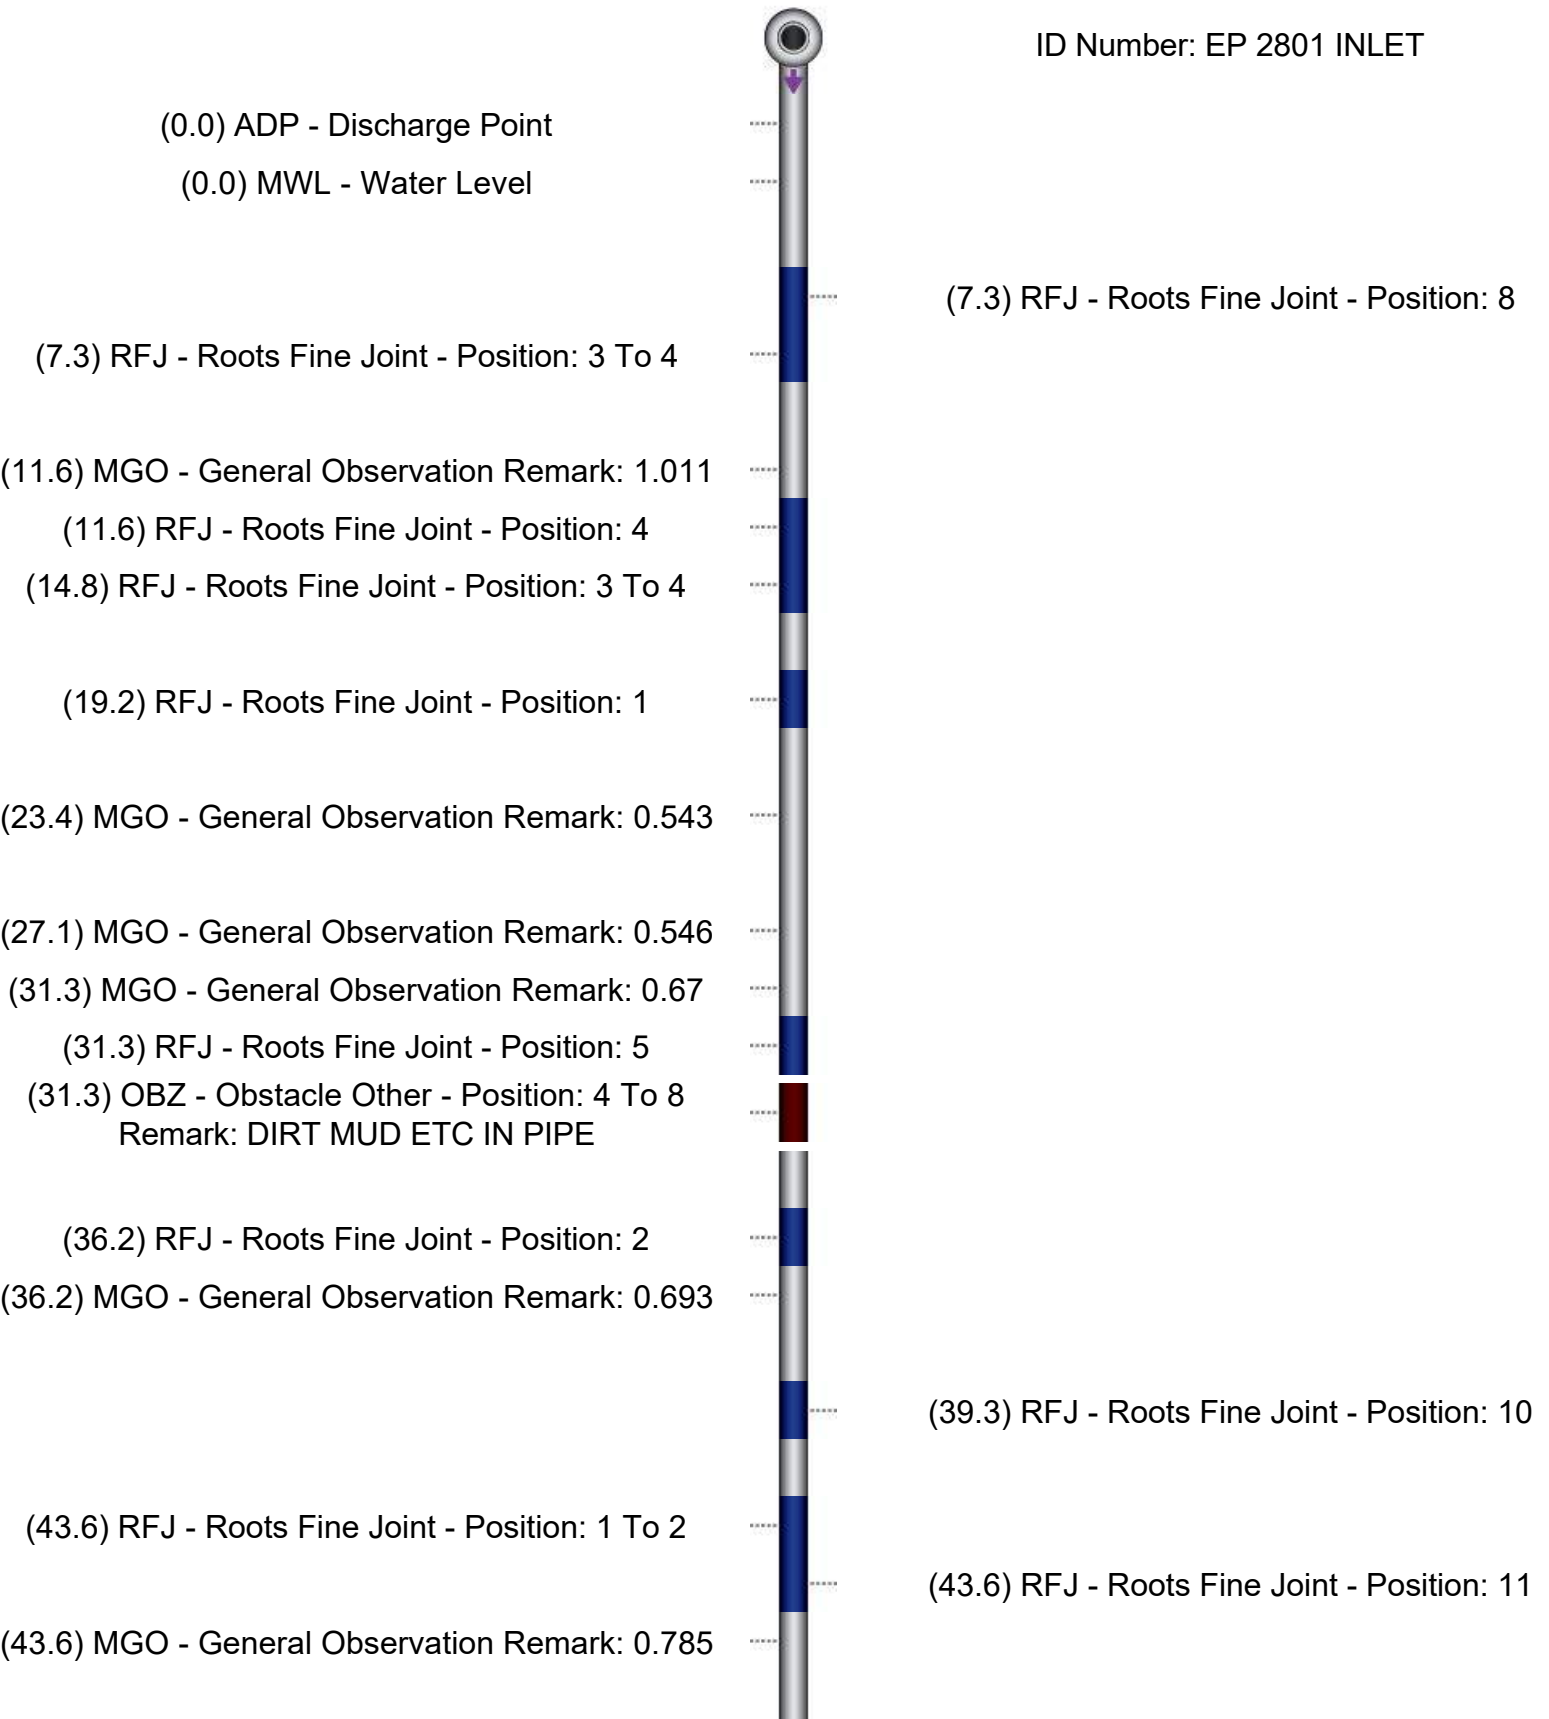 ID Number: EP 2801 INLET
(0.0) ADP - Discharge Point
(0.0) MWL - Water Level
(7.3) RFJ - Roots Fine Joint - Position: 8
(7.3) RFJ - Roots Fine Joint - Position: 3 To 4
(11.6) MGO - General Observation Remark: 1.011
(11.6) RFJ - Roots Fine Joint - Position: 4
(14.8) RFJ - Roots Fine Joint - Position: 3 To 4
(19.2) RFJ - Roots Fine Joint - Position: 1
(23.4) MGO - General Observation Remark: 0.543
(27.1) MGO - General Observation Remark: 0.546
(31.3) MGO - General Observation Remark: 0.67
(31.3) RFJ - Roots Fine Joint - Position: 5
(31.3) OBZ - Obstacle Other - Position: 4 To 8
Remark: DIRT MUD ETC IN PIPE
(36.2) RFJ - Roots Fine Joint - Position: 2
(36.2) MGO - General Observation Remark: 0.693
(39.3) RFJ - Roots Fine Joint - Position: 10
(43.6) RFJ - Roots Fine Joint - Position: 1 To 2
(43.6) RFJ - Roots Fine Joint - Position: 11
(43.6) MGO - General Observation Remark: 0.785